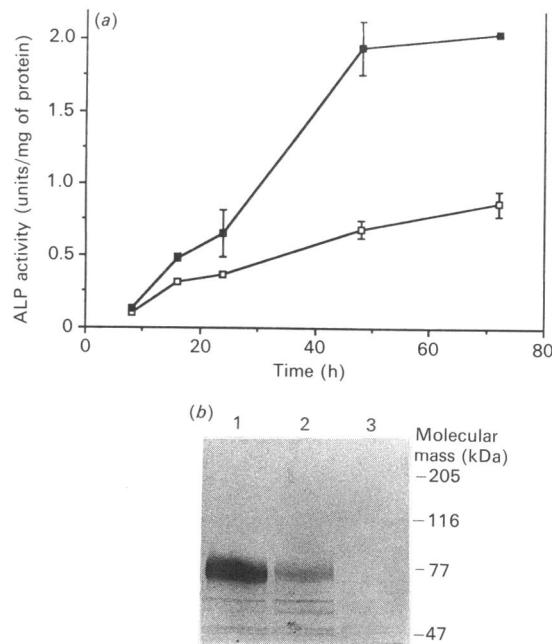 (a)
2.0
1.5
1.0
0.5
0
ALP activity (units/mg of protein)
0 20 40 60 80
Time (h)
(b)
1 2 3
Molecular
mass (kDa)
–205
–116
–77
–47